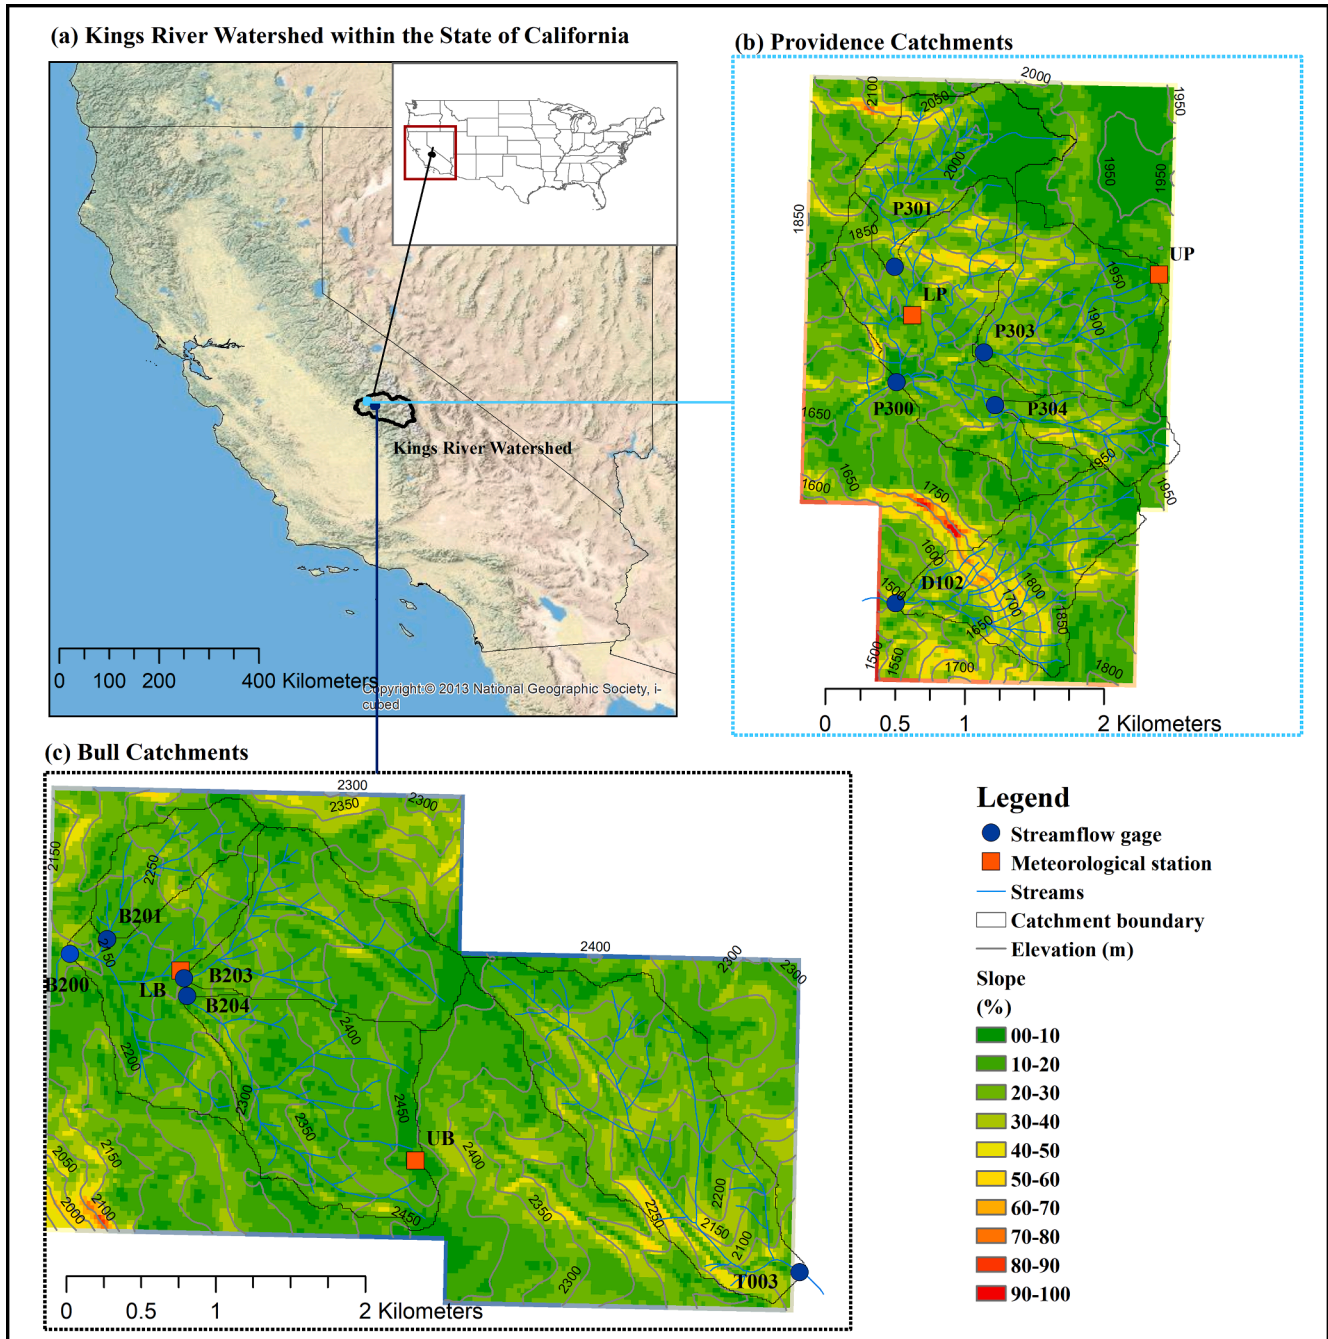 (a) Kings River Watershed within the State of California
Kings River Watershed
0 100 200 400 Kilometers
Copyright:© 2013 National Geographic Society, i-
cubed
(b) Providence Catchments
2000
2100
2050
1950
2000
1950
1950
P301
1850
1850
UP
1950
LP
1900
P303
P300
P304
1650
1950
1650
1600
1750
1950
1600
D102
1800
1500
1700
1850
1650
1500
1550
1700
1800
0 0.5 1 2 Kilometers
(c) Bull Catchments
2300
2350
2300
2150
2250
B201
2150
2400
2300
2300
B200
LB
B203
B204
2400
2200
2300
2450
2350
UB
2400
2050
2150
2200
2350
2250
2150
2000
2100
2450
2100
2300
T003
0 0.5 1 2 Kilometers
Legend
Streamflow gage
Meteorological station
Streams
Catchment boundary
Elevation (m)
Slope
(%)
00-10
10-20
20-30
30-40
40-50
50-60
60-70
70-80
80-90
90-100